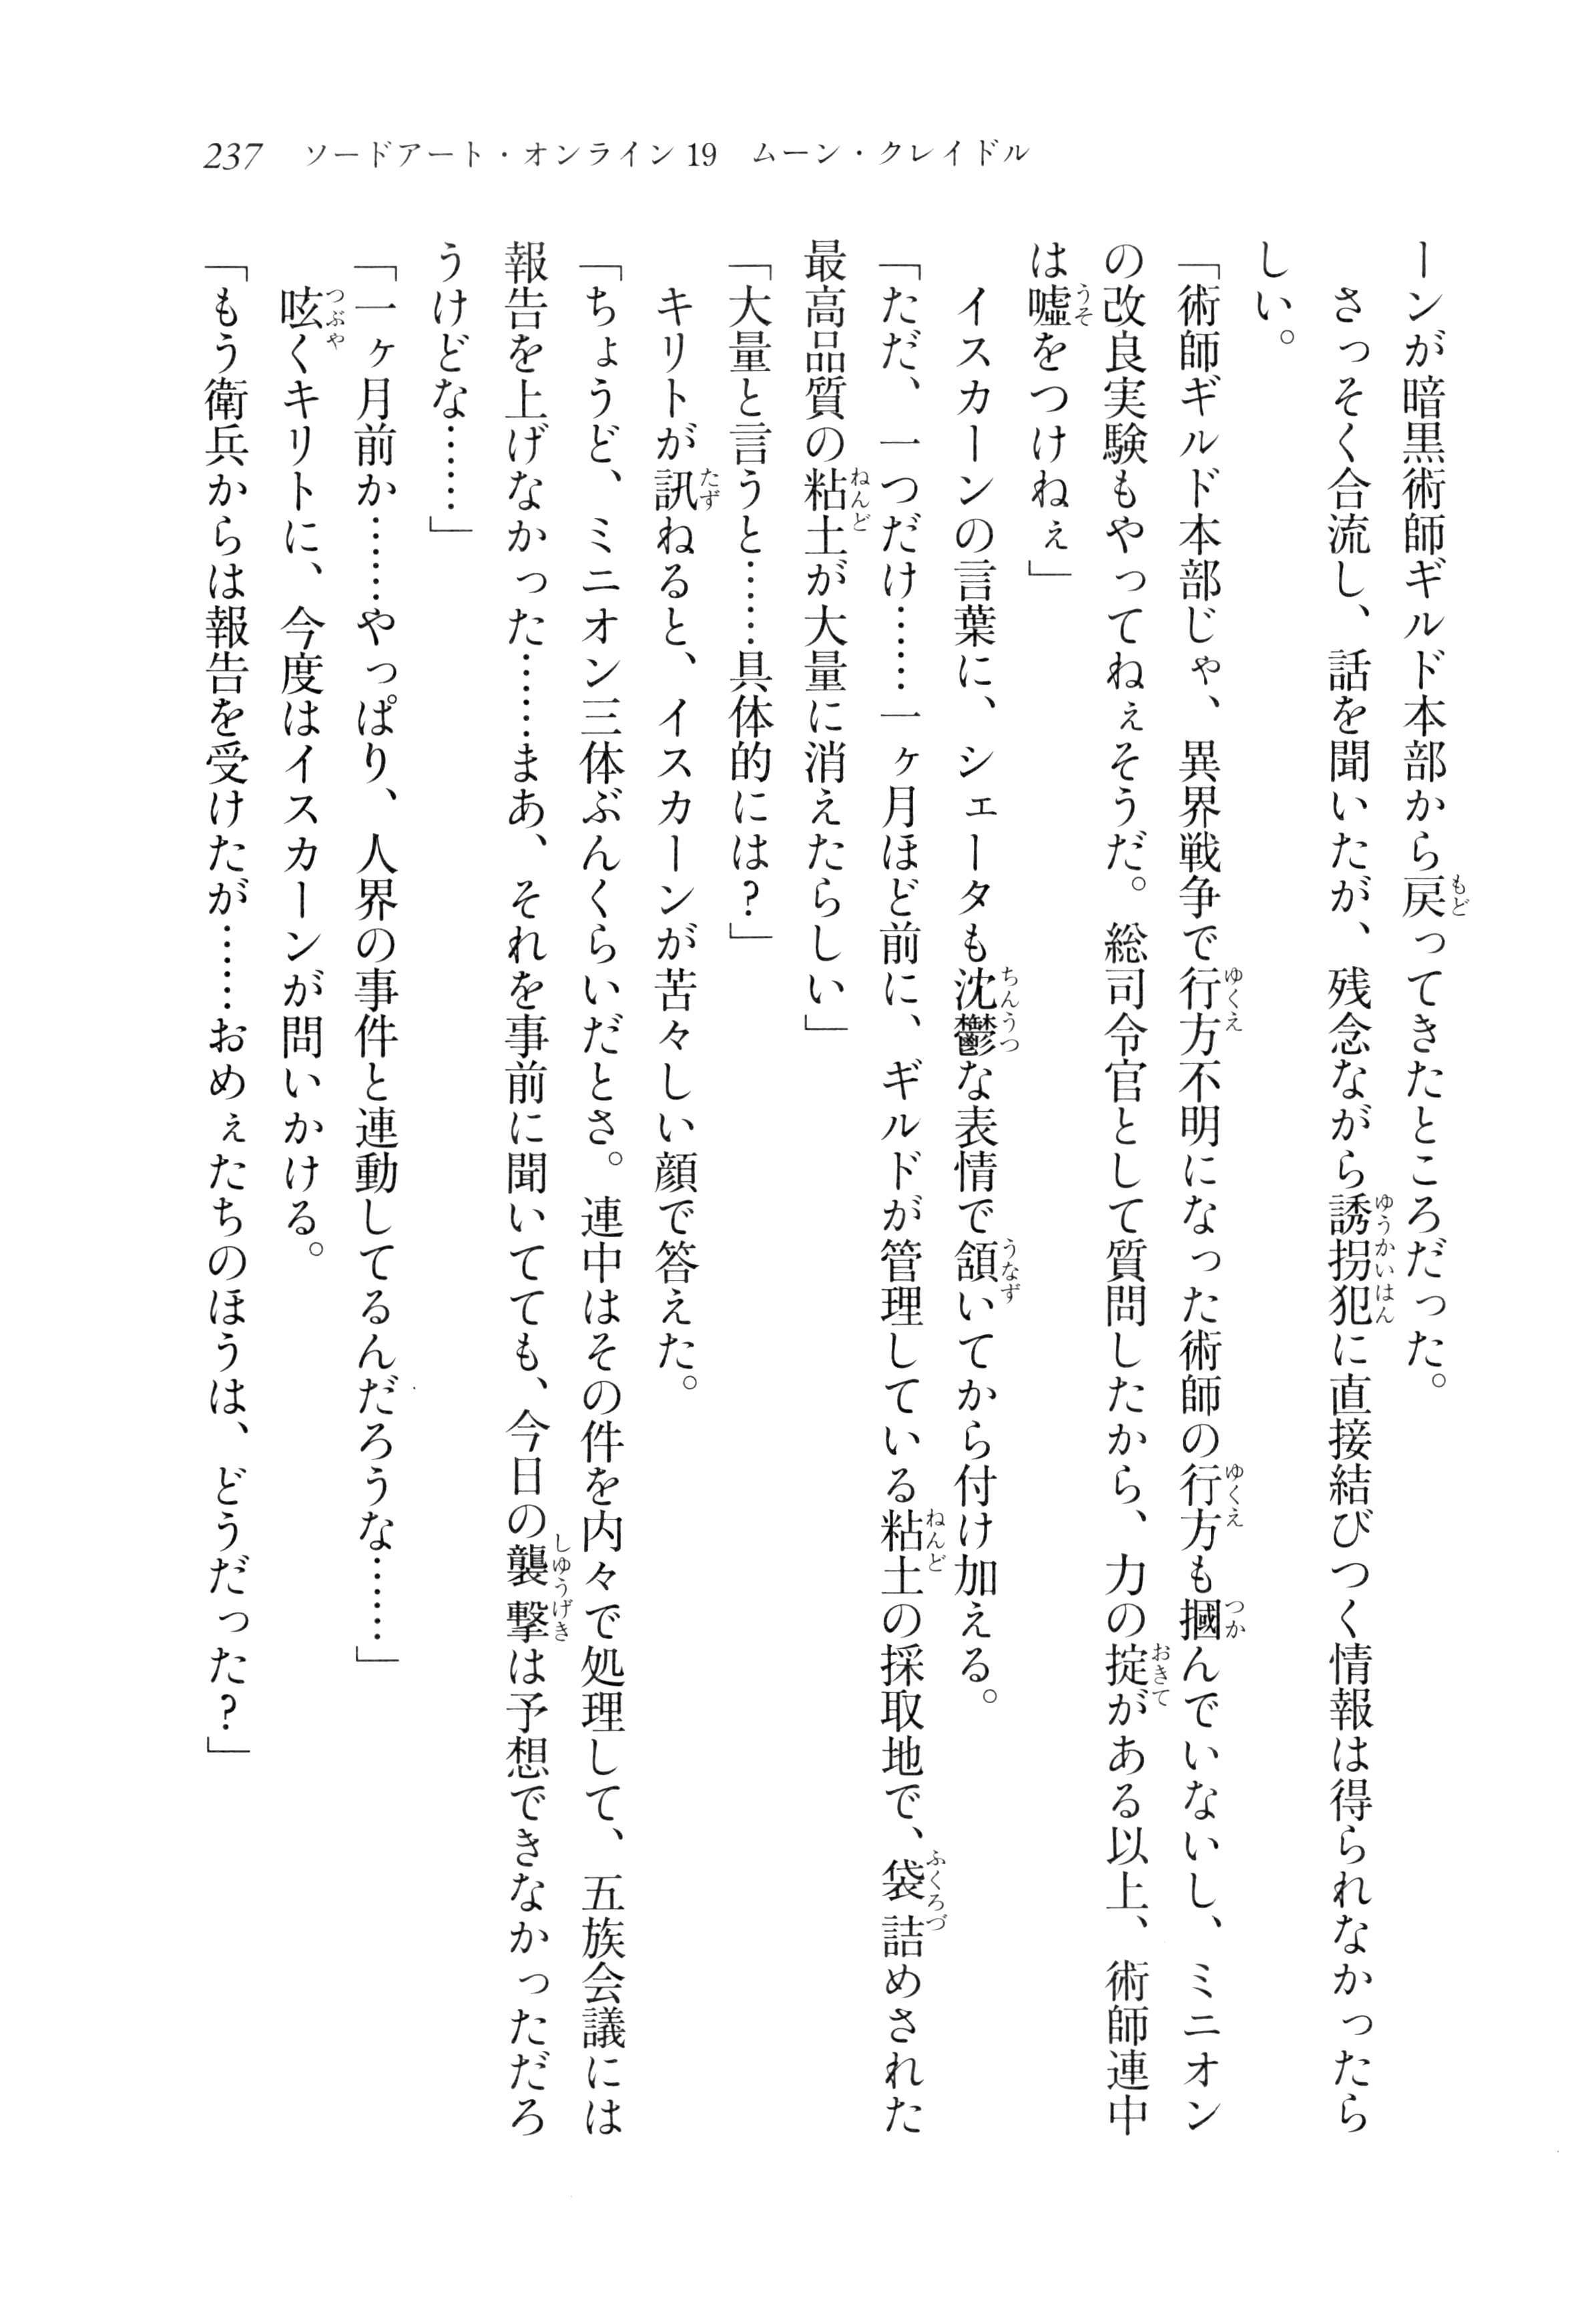 237 ソードアート・オンライン19 ムーン・クレイドル
ーンが暗黒術師ギルド本部から戻ってきたところだった。
さっそく合流し、話を聞いたが、残念ながら誘拐犯に直接結びつく情報は得られなかったら
しい。
「術師ギルド本部じゃ、異界戦争で行方不明になった術師の行方も摑んでいないし、ミニオン
の改良実験もやってねぇそうだ。総司令官として質問したから、力の掟がある以上、術師連中
は嘘をつけねぇ」
イスカーンの言葉に、シェータも沈鬱な表情で頷いてから付け加える。
「ただ、一つだけ……一ヶ月ほど前に、ギルドが管理している粘土の採取地で、袋詰めされた
最高品質の粘土が大量に消えたらしい」
「大量と言うと……具体的には？」
キリトが訊ねると、イスカーンが苦々しい顔で答えた。
「ちょうど、ミニオン三体ぶんくらいだとさ。連中はその件を内々で処理して、五族会議には
報告を上げなかった……まあ、それを事前に聞いてても、今日の襲撃は予想できなかっただろ
うけどな……」
「一ヶ月前か……やっぱり、人界の事件と連動してるんだろうな……」
呟くキリトに、今度はイスカーンが問いかける。
「もう衛兵からは報告を受けたが……おめぇたちのほうは、どうだった？」